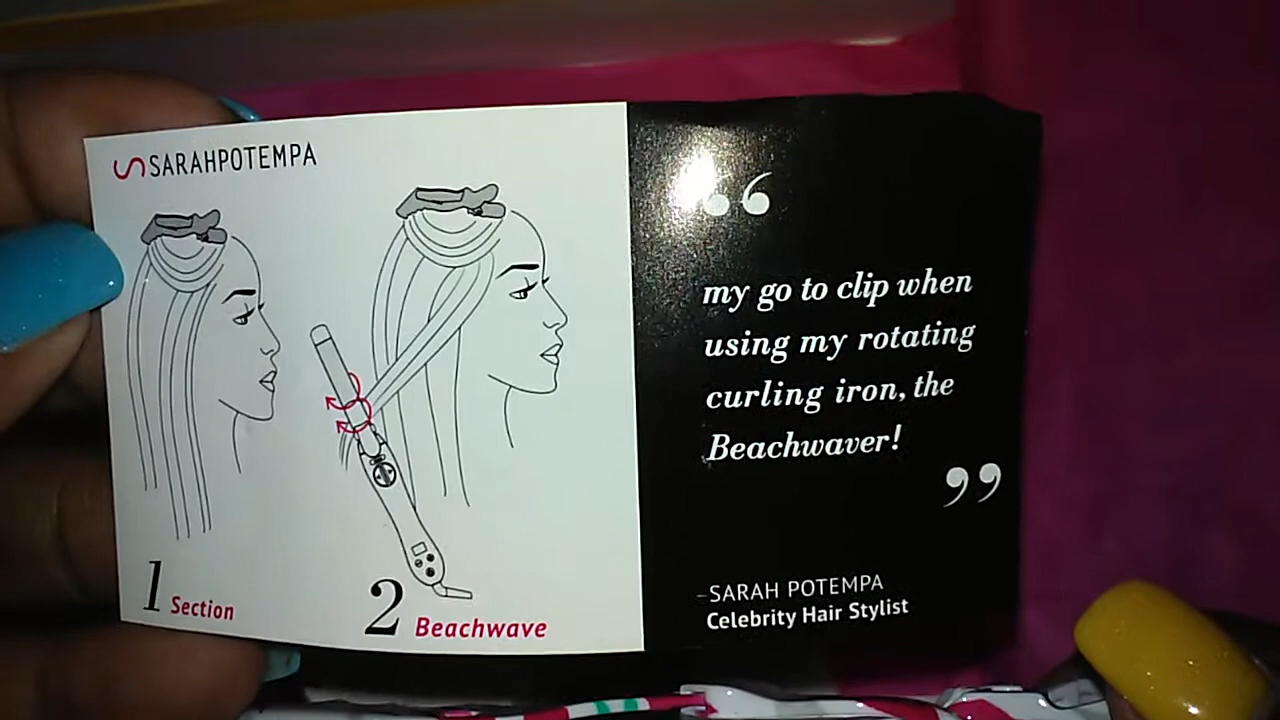 SARAHPOTEMPA
1 Section
2 Beachwave
“
my go to clip when
using my rotating
curling iron, the
Beachwaver!
”
–SARAH POTEMPA
Celebrity Hair Stylist